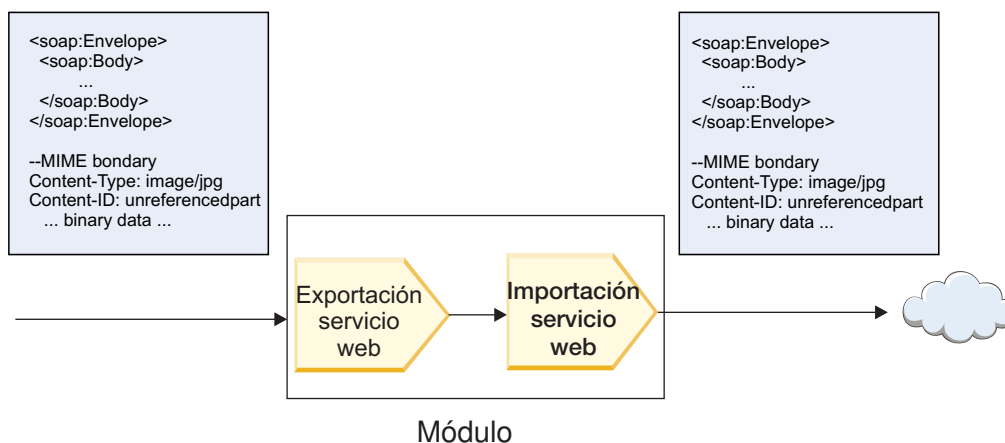 <soap:Envelope>
<soap:Body>
...
</soap:Body>
</soap:Envelope>
--MIME bondary
Content-Type: image/jpg
Content-ID: unreferencedpart
... binary data ...
<soap:Envelope>
<soap:Body>
...
</soap:Body>
</soap:Envelope>
--MIME bondary
Content-Type: image/jpg
Content-ID: unreferencedpart
... binary data ...
Exportación
servicio
web
Importación
servicio
web
Módulo